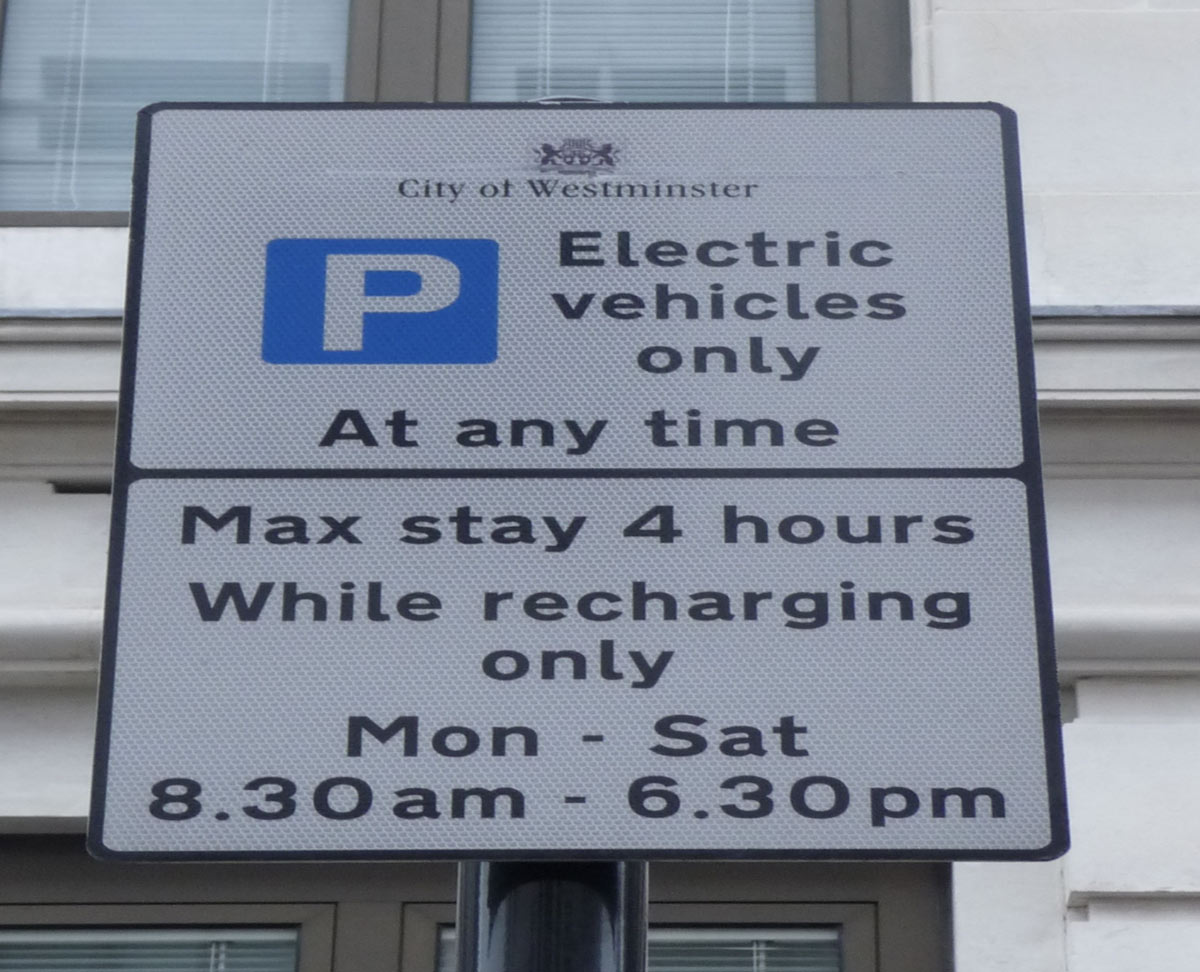 City of Westminster
P
Electric
vehicles
only
At any time
Max stay 4 hours
While recharging
only
Mon - Sat
8.30am - 6.30pm